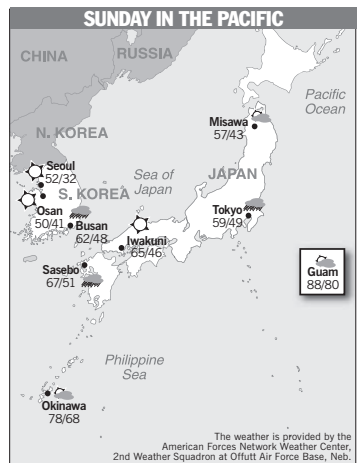 SUNDAY IN THE PACIFIC
CHINA
RUSSIA
Pacific
Ocean
Misawa
57/43
N. KOREA
Seoul
52/32
Sea of
Japan
JAPAN
S. KOREA
Osan
50/41
Busan
62/48
Tokyo
59/49
Iwakuni
65/46
Sasebo
67/51
Guam
88/80
Philippine
Sea
Okinawa
78/68
The weather is provided by the
American Forces Network Weather Center,
2nd Weather Squadron at Offutt Air Force Base, Neb.